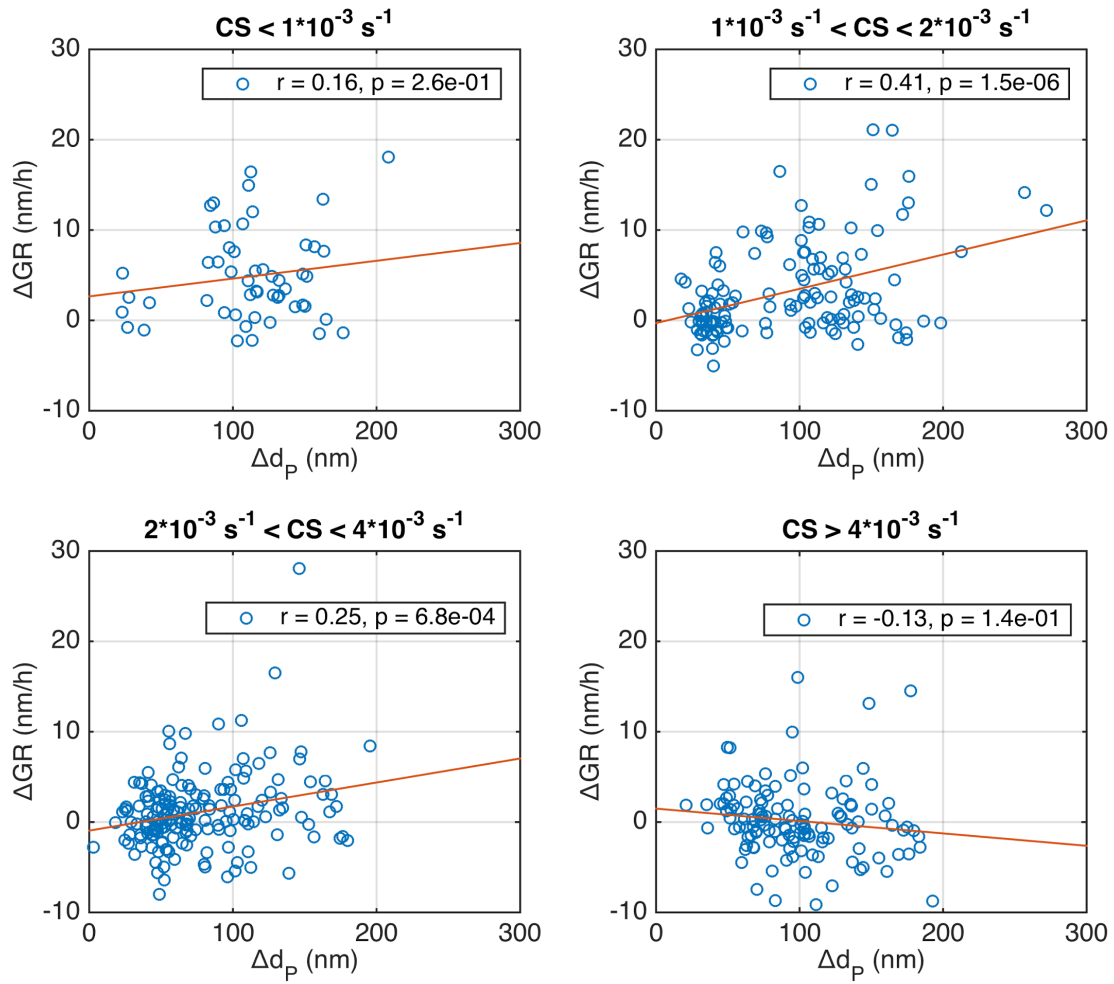 CS < 1*10⁻³ s⁻¹
30
20
10
0
-10
ΔGR (nm/h)
r = 0.16, p = 2.6e-01
0 100 200 300
Δd_P (nm)
1*10⁻³ s⁻¹ < CS < 2*10⁻³ s⁻¹
30
20
10
0
-10
ΔGR (nm/h)
r = 0.41, p = 1.5e-06
0 100 200 300
Δd_P (nm)
2*10⁻³ s⁻¹ < CS < 4*10⁻³ s⁻¹
30
20
10
0
-10
ΔGR (nm/h)
r = 0.25, p = 6.8e-04
0 100 200 300
Δd_P (nm)
CS > 4*10⁻³ s⁻¹
30
20
10
0
-10
ΔGR (nm/h)
r = -0.13, p = 1.4e-01
0 100 200 300
Δd_P (nm)